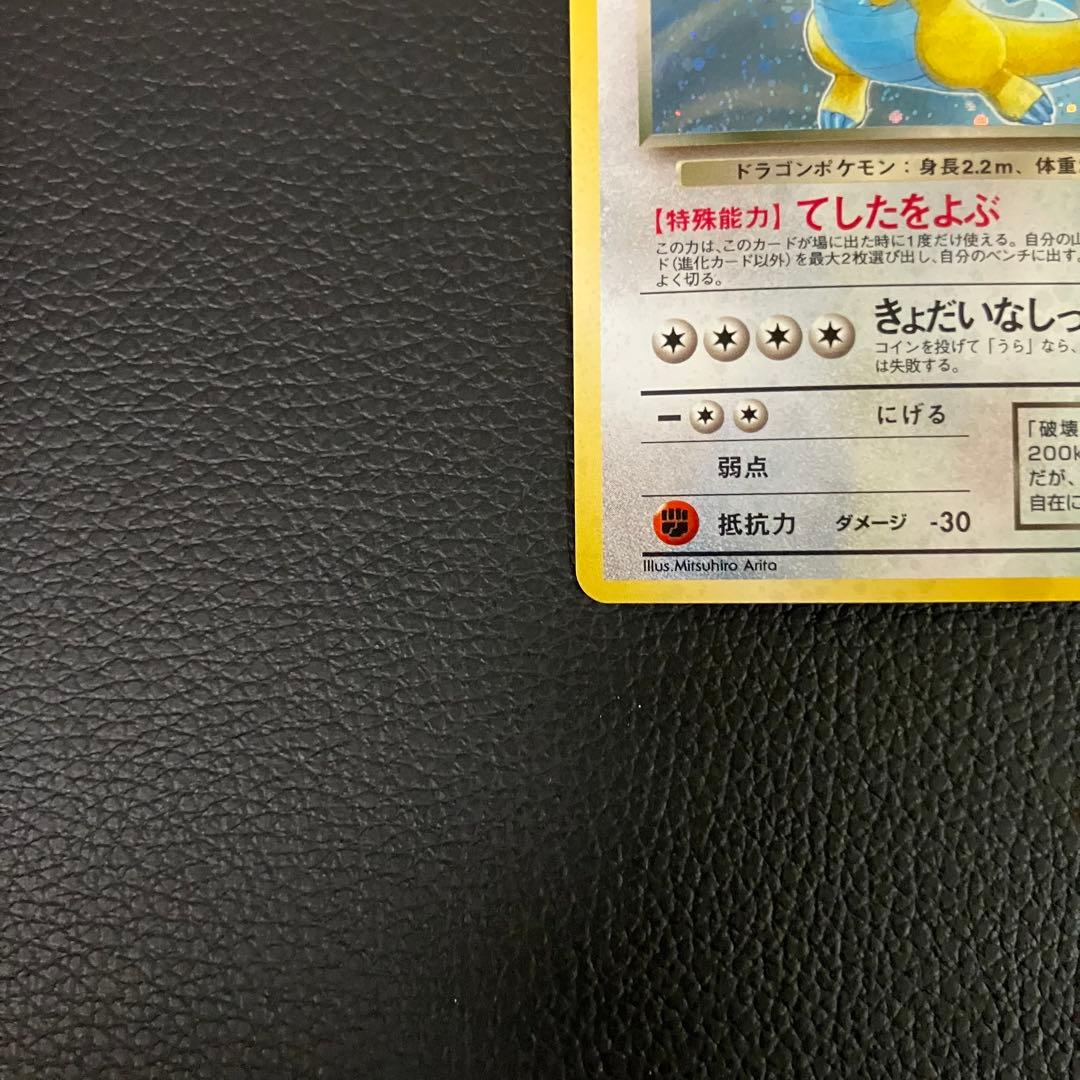 ドラゴンポケモン：身長2.2m、体重
【特殊能力】てしたをよぶ
この力は、このカードが場に出た時に1度だけ使える。自分の山
ド（進化カード以外）を最大2枚選び出し、自分のベンチに出す。
よく切る。
きょだいなしっ
コインを投げて「うら」なら、
は失敗する。
ー にげる
弱点
抵抗力 ダメージ -30
「破壊
200k
だが、
自在に
Illus.Mitsuhiro Arita